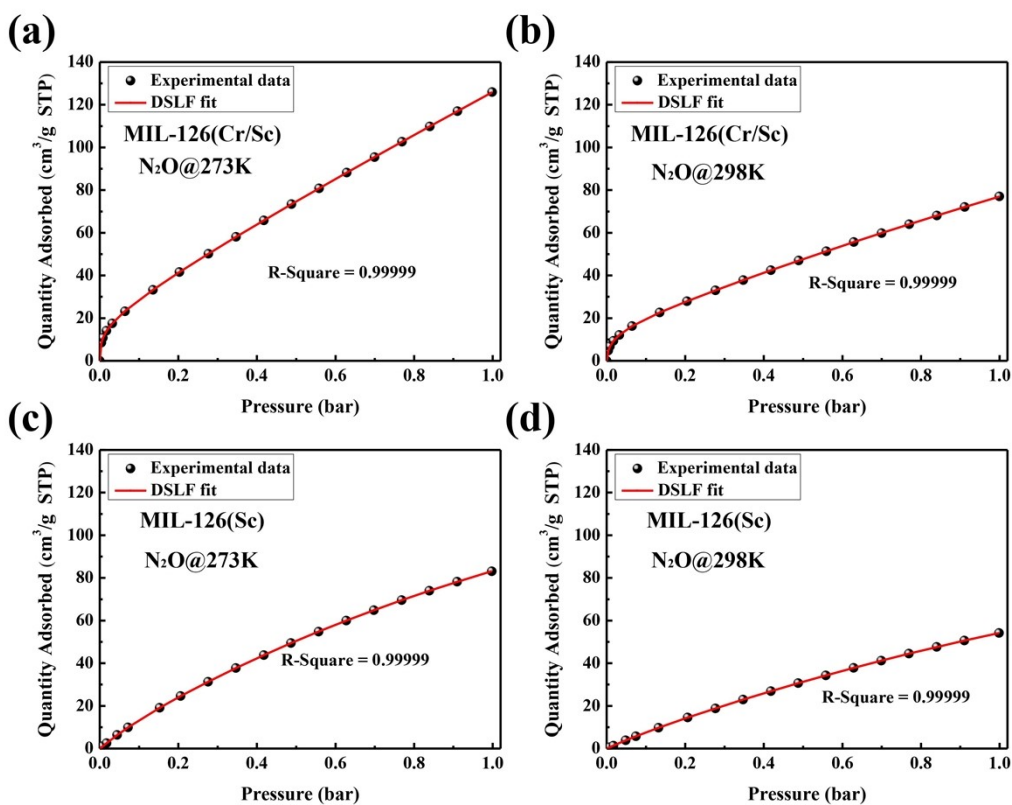 (a)
140
120
100
80
60
40
20
0
Quantity Adsorbed (cm³/g STP)
Experimental data
DSLF fit
MIL-126(Cr/Sc)
N₂O@273K
R-Square = 0.99999
0.0 0.2 0.4 0.6 0.8 1.0
Pressure (bar)
(b)
140
120
100
80
60
40
20
0
Quantity Adsorbed (cm³/g STP)
Experimental data
DSLF fit
MIL-126(Cr/Sc)
N₂O@298K
R-Square = 0.99999
0.0 0.2 0.4 0.6 0.8 1.0
Pressure (bar)
(c)
140
120
100
80
60
40
20
0
Quantity Adsorbed (cm³/g STP)
Experimental data
DSLF fit
MIL-126(Sc)
N₂O@273K
R-Square = 0.99999
0.0 0.2 0.4 0.6 0.8 1.0
Pressure (bar)
(d)
140
120
100
80
60
40
20
0
Quantity Adsorbed (cm³/g STP)
Experimental data
DSLF fit
MIL-126(Sc)
N₂O@298K
R-Square = 0.99999
0.0 0.2 0.4 0.6 0.8 1.0
Pressure (bar)